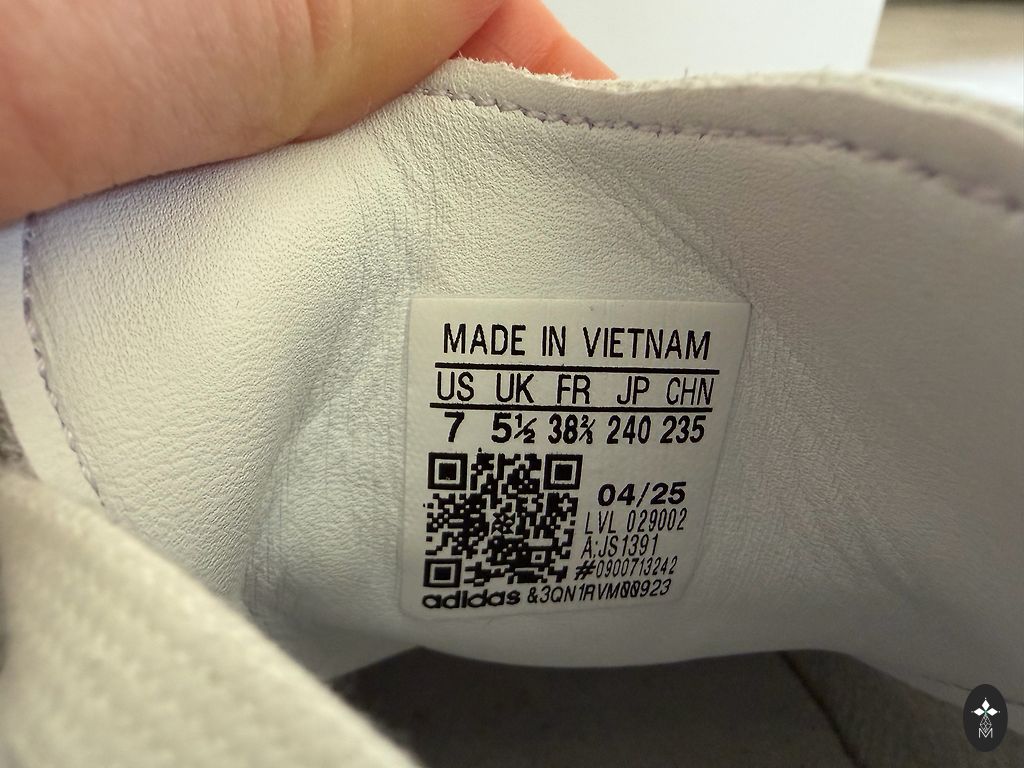 MADE IN VIETNAM
US UK FR JP CHN
7 5½ 38⅔ 240 235
04/25
LVL 029002
A:JS1391
#0900713242
adidas &3QN1RVM00923